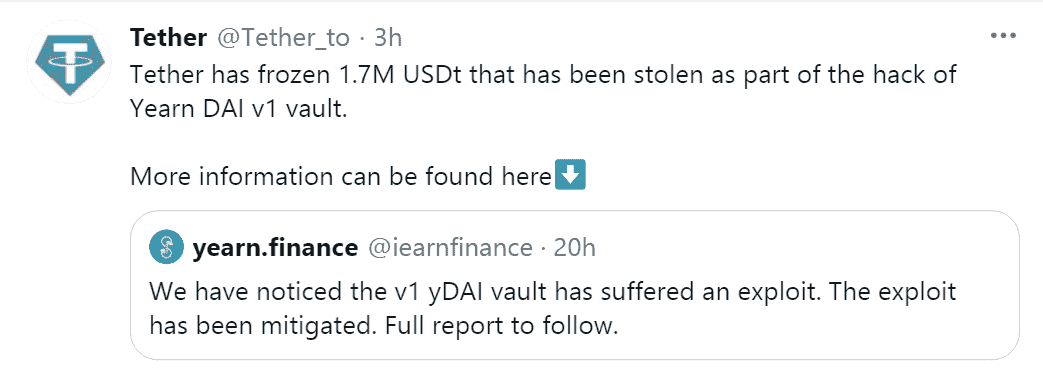 Tether @Tether_to · 3h
Tether has frozen 1.7M USDt that has been stolen as part of the hack of
Yearn DAI v1 vault.
More information can be found here⬇️
yearn.finance @iearnfinance · 20h
We have noticed the v1 yDAI vault has suffered an exploit. The exploit
has been mitigated. Full report to follow.